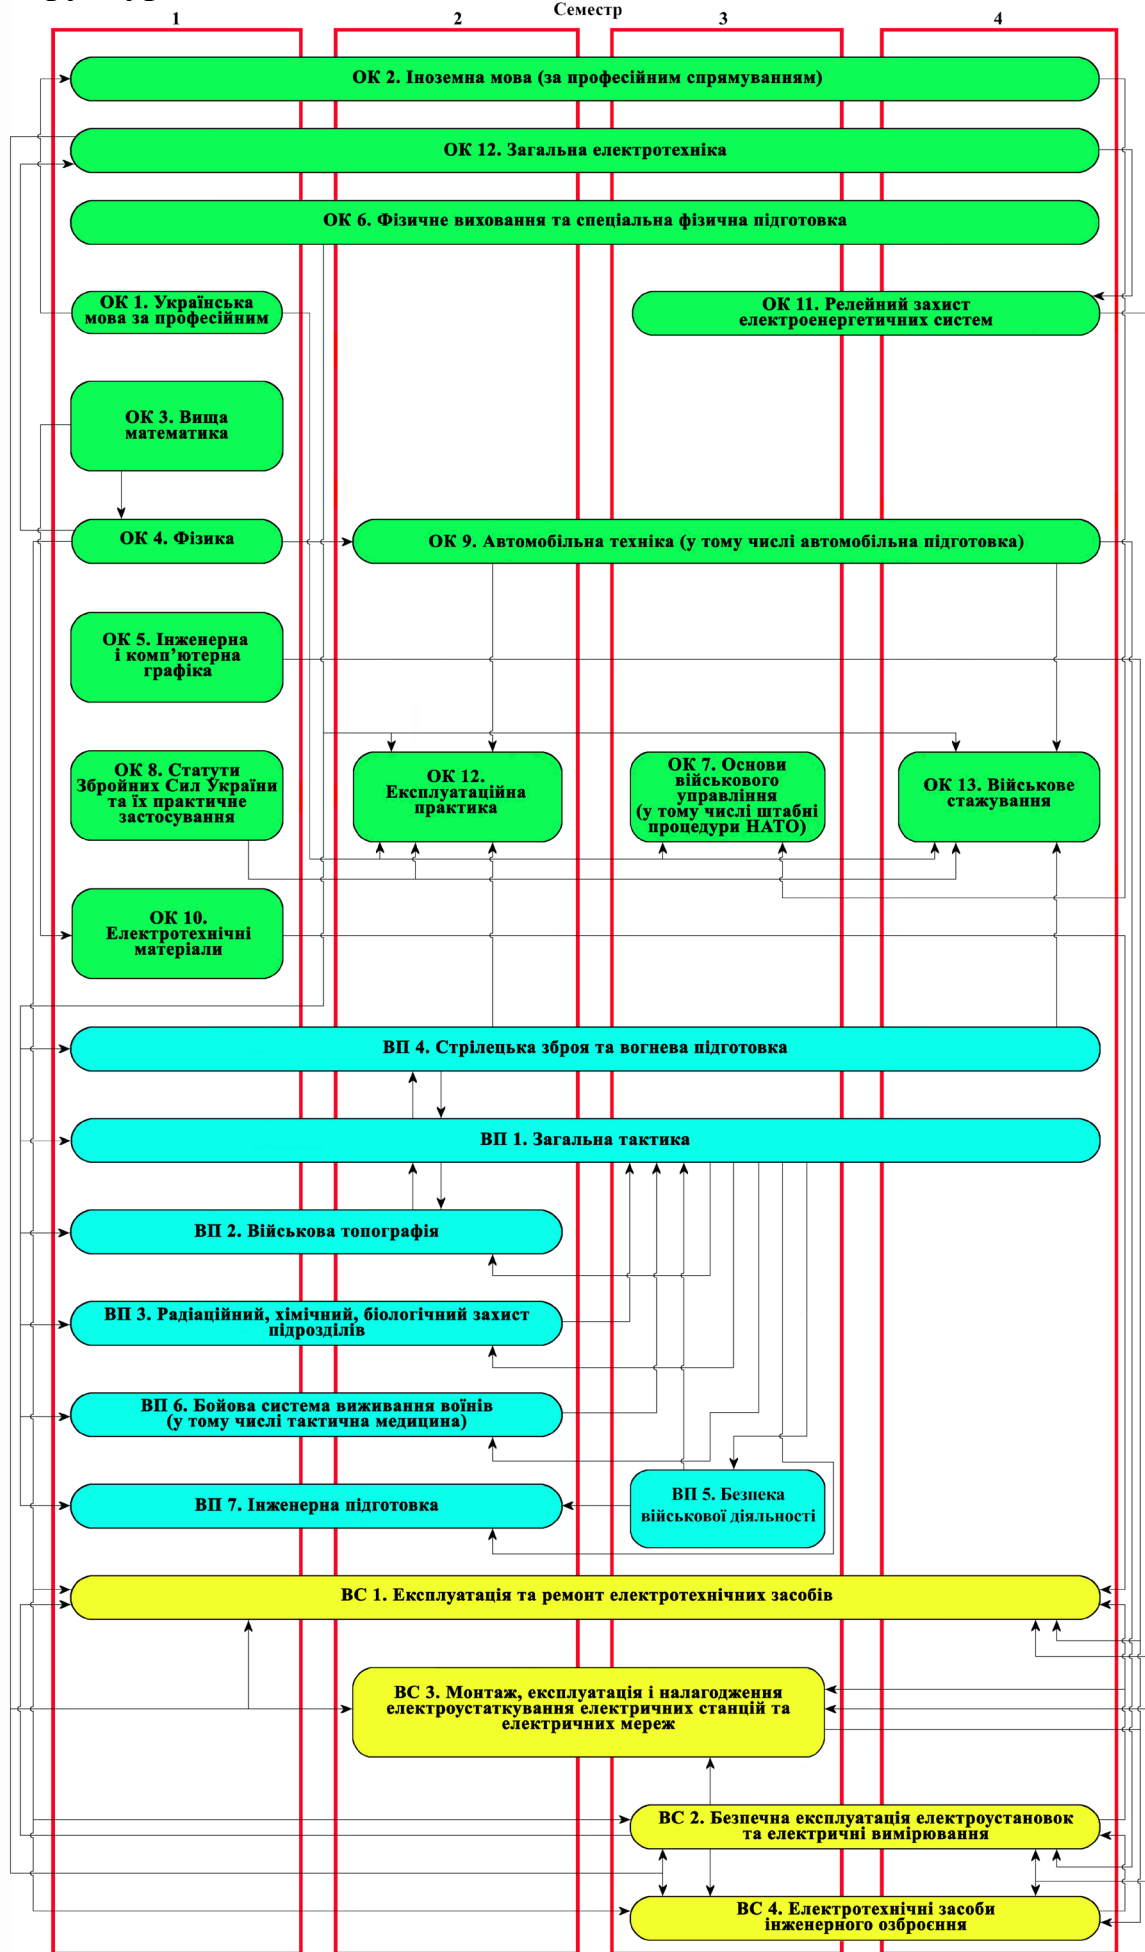 Семестр
1
2
3
4
ОК 2. Іноземна мова (за професійним спрямуванням)
ОК 12. Загальна електротехніка
ОК 6. Фізичне виховання та спеціальна фізична підготовка
ОК 1. Українська
мова за професійним
ОК 11. Релейний захист
електроенергетичних систем
ОК 3. Вища
математика
ОК 4. Фізика
ОК 9. Автомобільна техніка (у тому числі автомобільна підготовка)
ОК 5. Інженерна
і комп’ютерна
графіка
ОК 8. Статути
Збройних Сил України
та їх практичне
застосування
ОК 12.
Експлуатаційна
практика
ОК 7. Основи
військового
управління
(у тому числі штабні
процедури НАТО)
ОК 13. Військове
стажування
ОК 10.
Електротехнічні
матеріали
ВП 4. Стрілецька зброя та вогнева підготовка
ВП 1. Загальна тактика
ВП 2. Військова топографія
ВП 3. Радіаційний, хімічний, біологічний захист
підрозділів
ВП 6. Бойова система виживання воїнів
(у тому числі тактична медицина)
ВП 7. Інженерна підготовка
ВП 5. Безпека
військової діяльності
ВС 1. Експлуатація та ремонт електротехнічних засобів
ВС 3. Монтаж, експлуатація і налагодження
електроустаткування електричних станцій та
електричних мереж
ВС 2. Безпечна експлуатація електроустановок
та електричні вимірювання
ВС 4. Електротехнічні засоби
інженерного озброєння